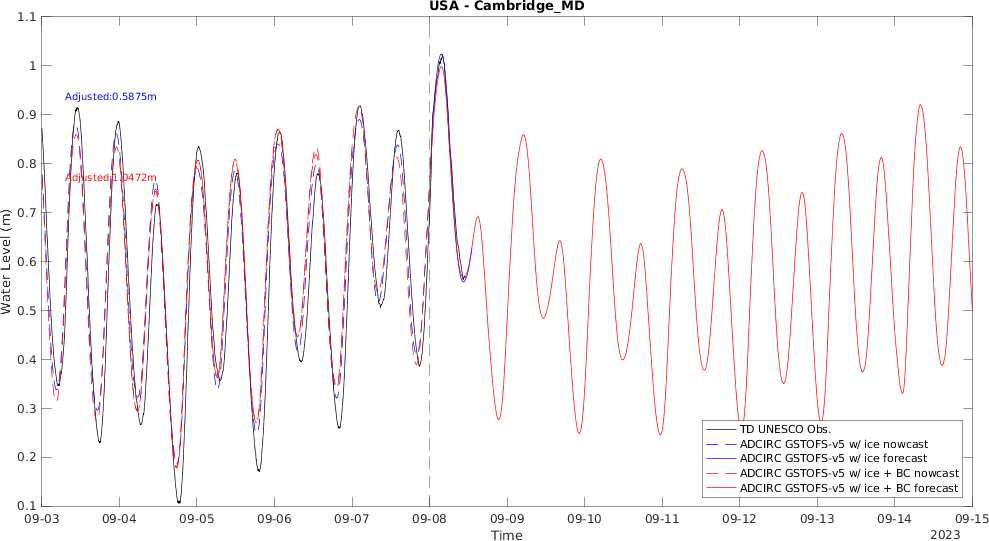 USA - Cambridge_MD
1.1
1
0.9
0.8
0.7
0.6
0.5
0.4
0.3
0.2
0.1
Water Level (m)
Adjusted:0.5875m
Adjusted:1.0472m
TD UNESCO Obs.
ADCIRC GSTOFS-v5 w/ ice nowcast
ADCIRC GSTOFS-v5 w/ ice forecast
ADCIRC GSTOFS-v5 w/ ice + BC nowcast
ADCIRC GSTOFS-v5 w/ ice + BC forecast
09-03 09-04 09-05 09-06 09-07 09-08 09-09 09-10 09-11 09-12 09-13 09-14 09-15
Time
2023